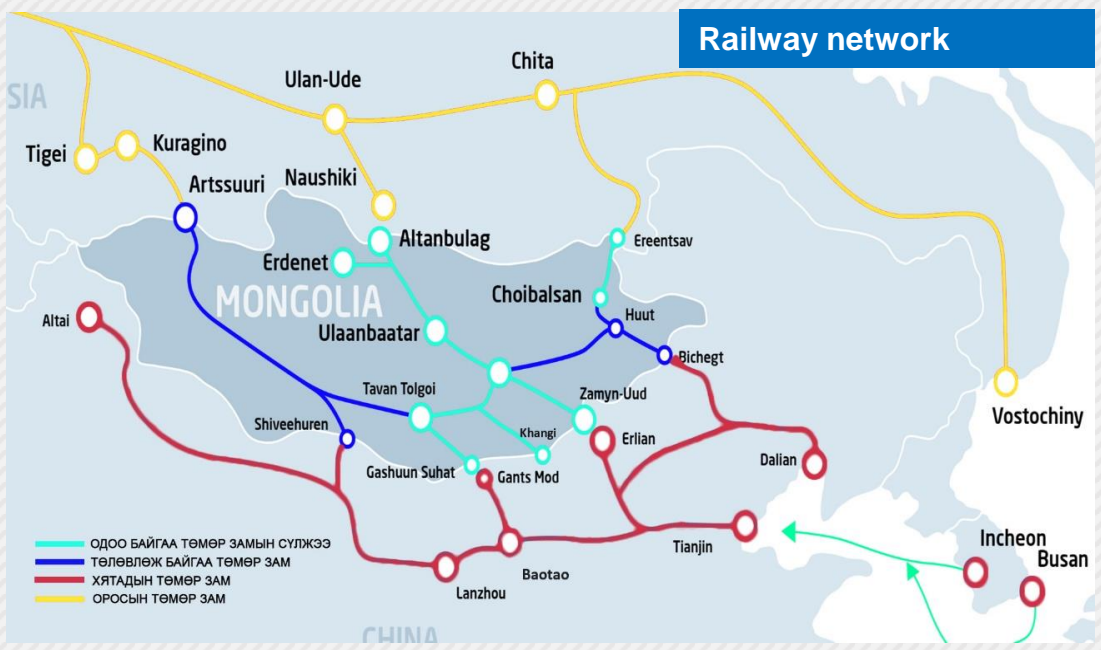 Railway network
Chita
Ulan-Ude
SIA
Kuragino
Tigei
Artssuuri
Naushiki
Altanbulag
Ereentsav
Erdenet
MONGOLIA
Choibalsan
Altai
Huut
Ulaanbaatar
Bichegt
Tavan Tolgoi
Zamyn-Uud
Vostochiny
Shiveehuren
Khangi
Erlian
Dalian
Gashuun Suhat
Gants Mod
ОДОО БАЙГАА ТӨМӨР ЗАМЫН СҮЛЖЭЭ
ТӨЛӨВЛӨЖ БАЙГАА ТӨМӨР ЗАМ
ХЯТАДЫН ТӨМӨР ЗАМ
ОРОСЫН ТӨМӨР ЗАМ
Tianjin
Incheon
Busan
Baotao
Lanzhou
CHINA